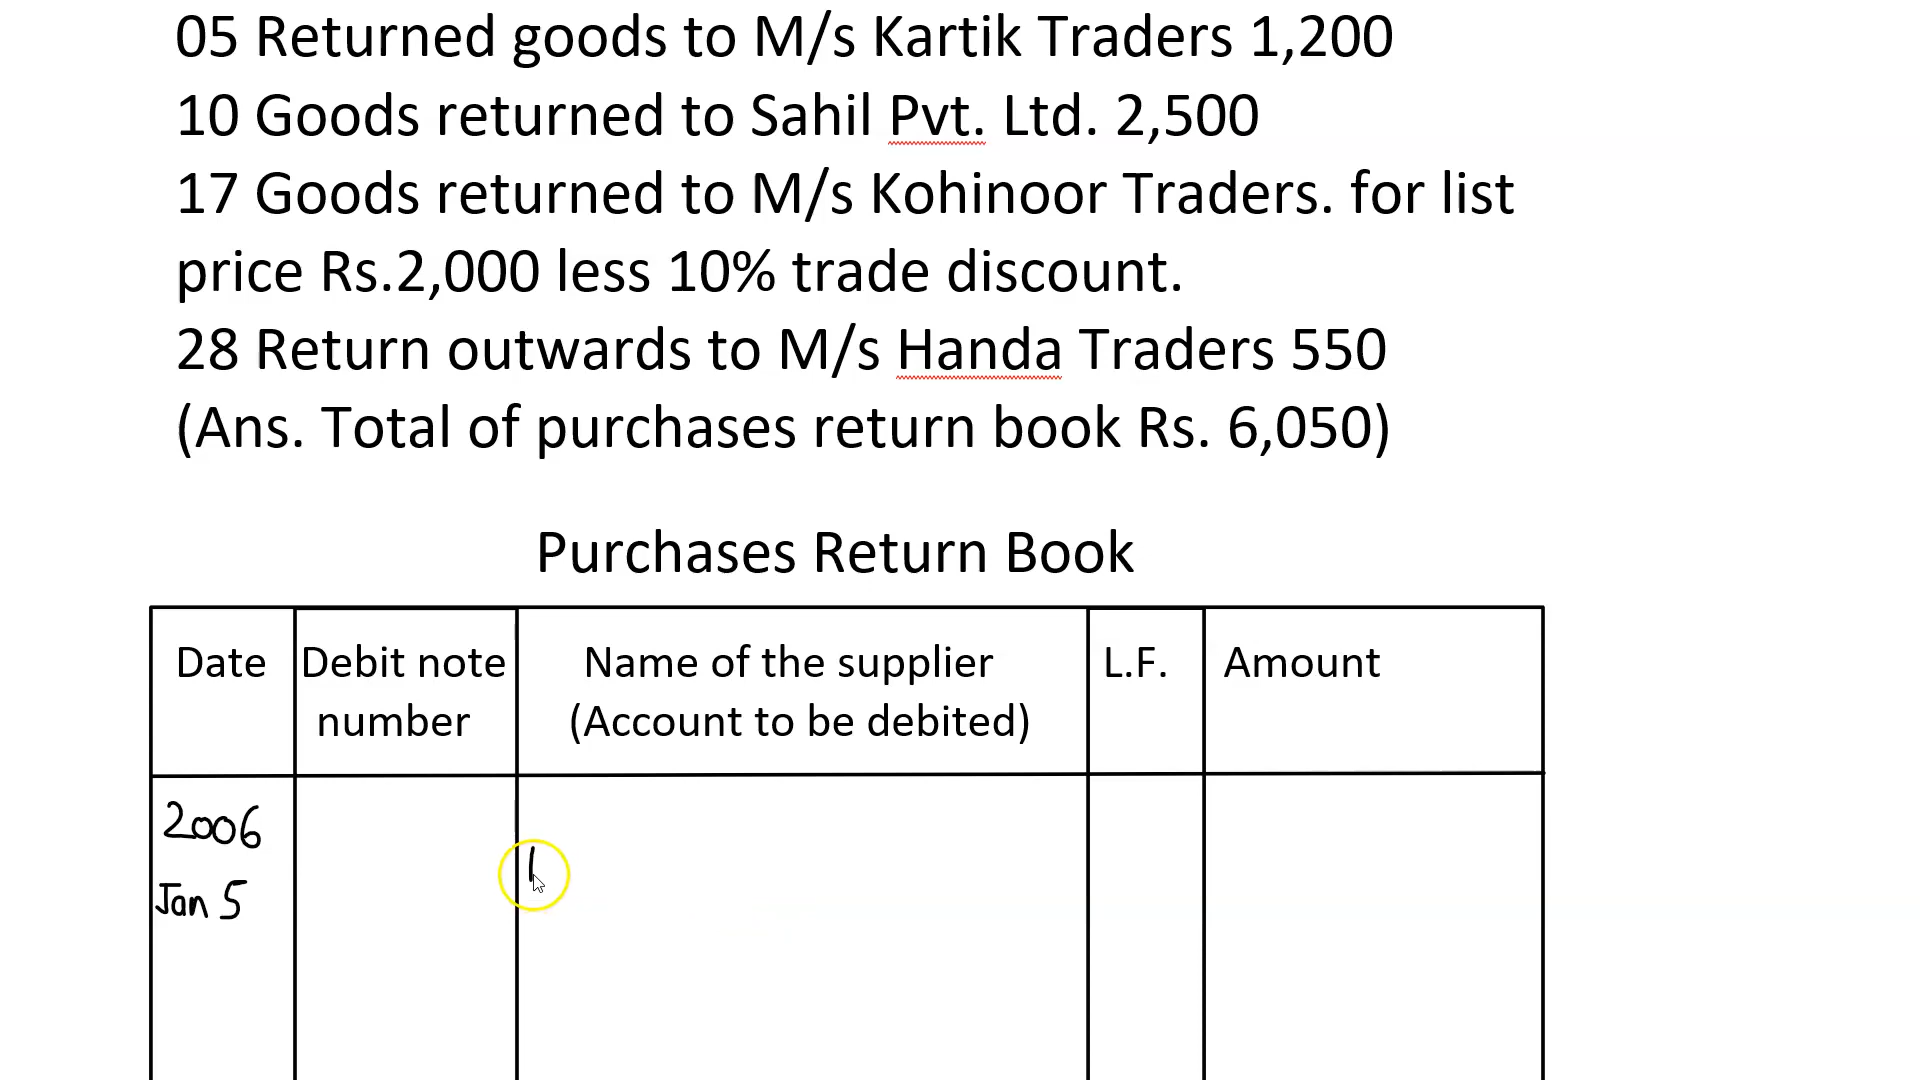 05 Returned goods to M/s Kartik Traders 1,200
10 Goods returned to Sahil Pvt. Ltd. 2,500
17 Goods returned to M/s Kohinoor Traders. for list
price Rs.2,000 less 10% trade discount.
28 Return outwards to M/s Handa Traders 550
(Ans. Total of purchases return book Rs. 6,050)
Purchases Return Book
Date Debit note Name of the supplier L.F. Amount
number (Account to be debited)
2006
Jan 5